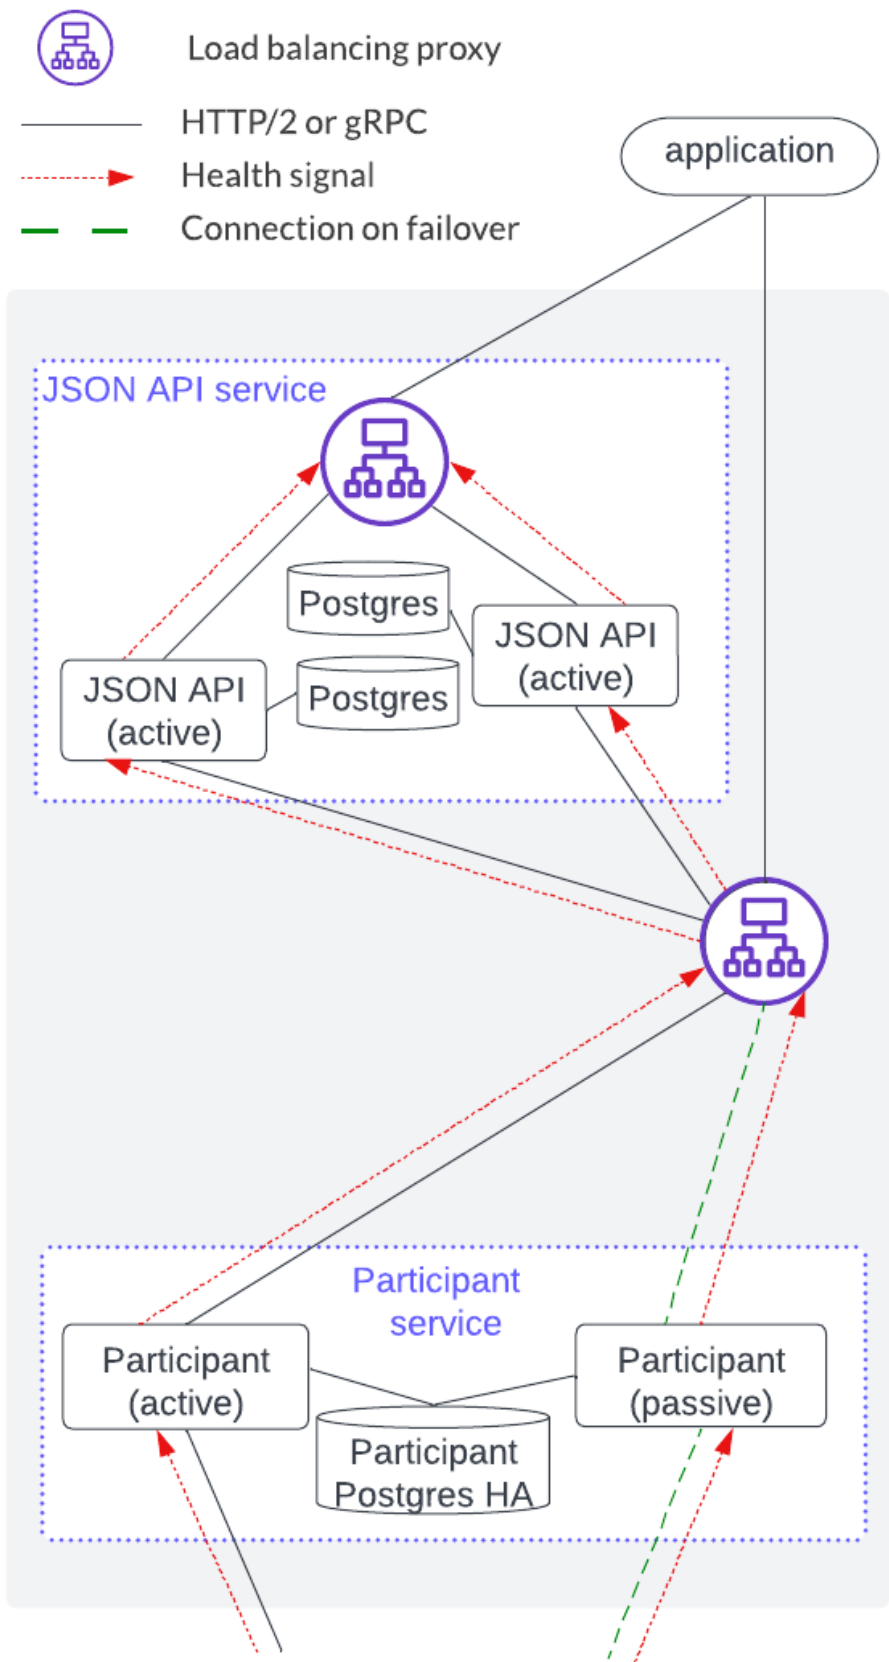 Load balancing proxy
HTTP/2 or gRPC
Health signal
Connection on failover
application
JSON API service
Postgres
JSON API
(active)
Postgres
JSON API
(active)
Participant
service
Participant
(active)
Participant
(passive)
Participant
Postgres HA